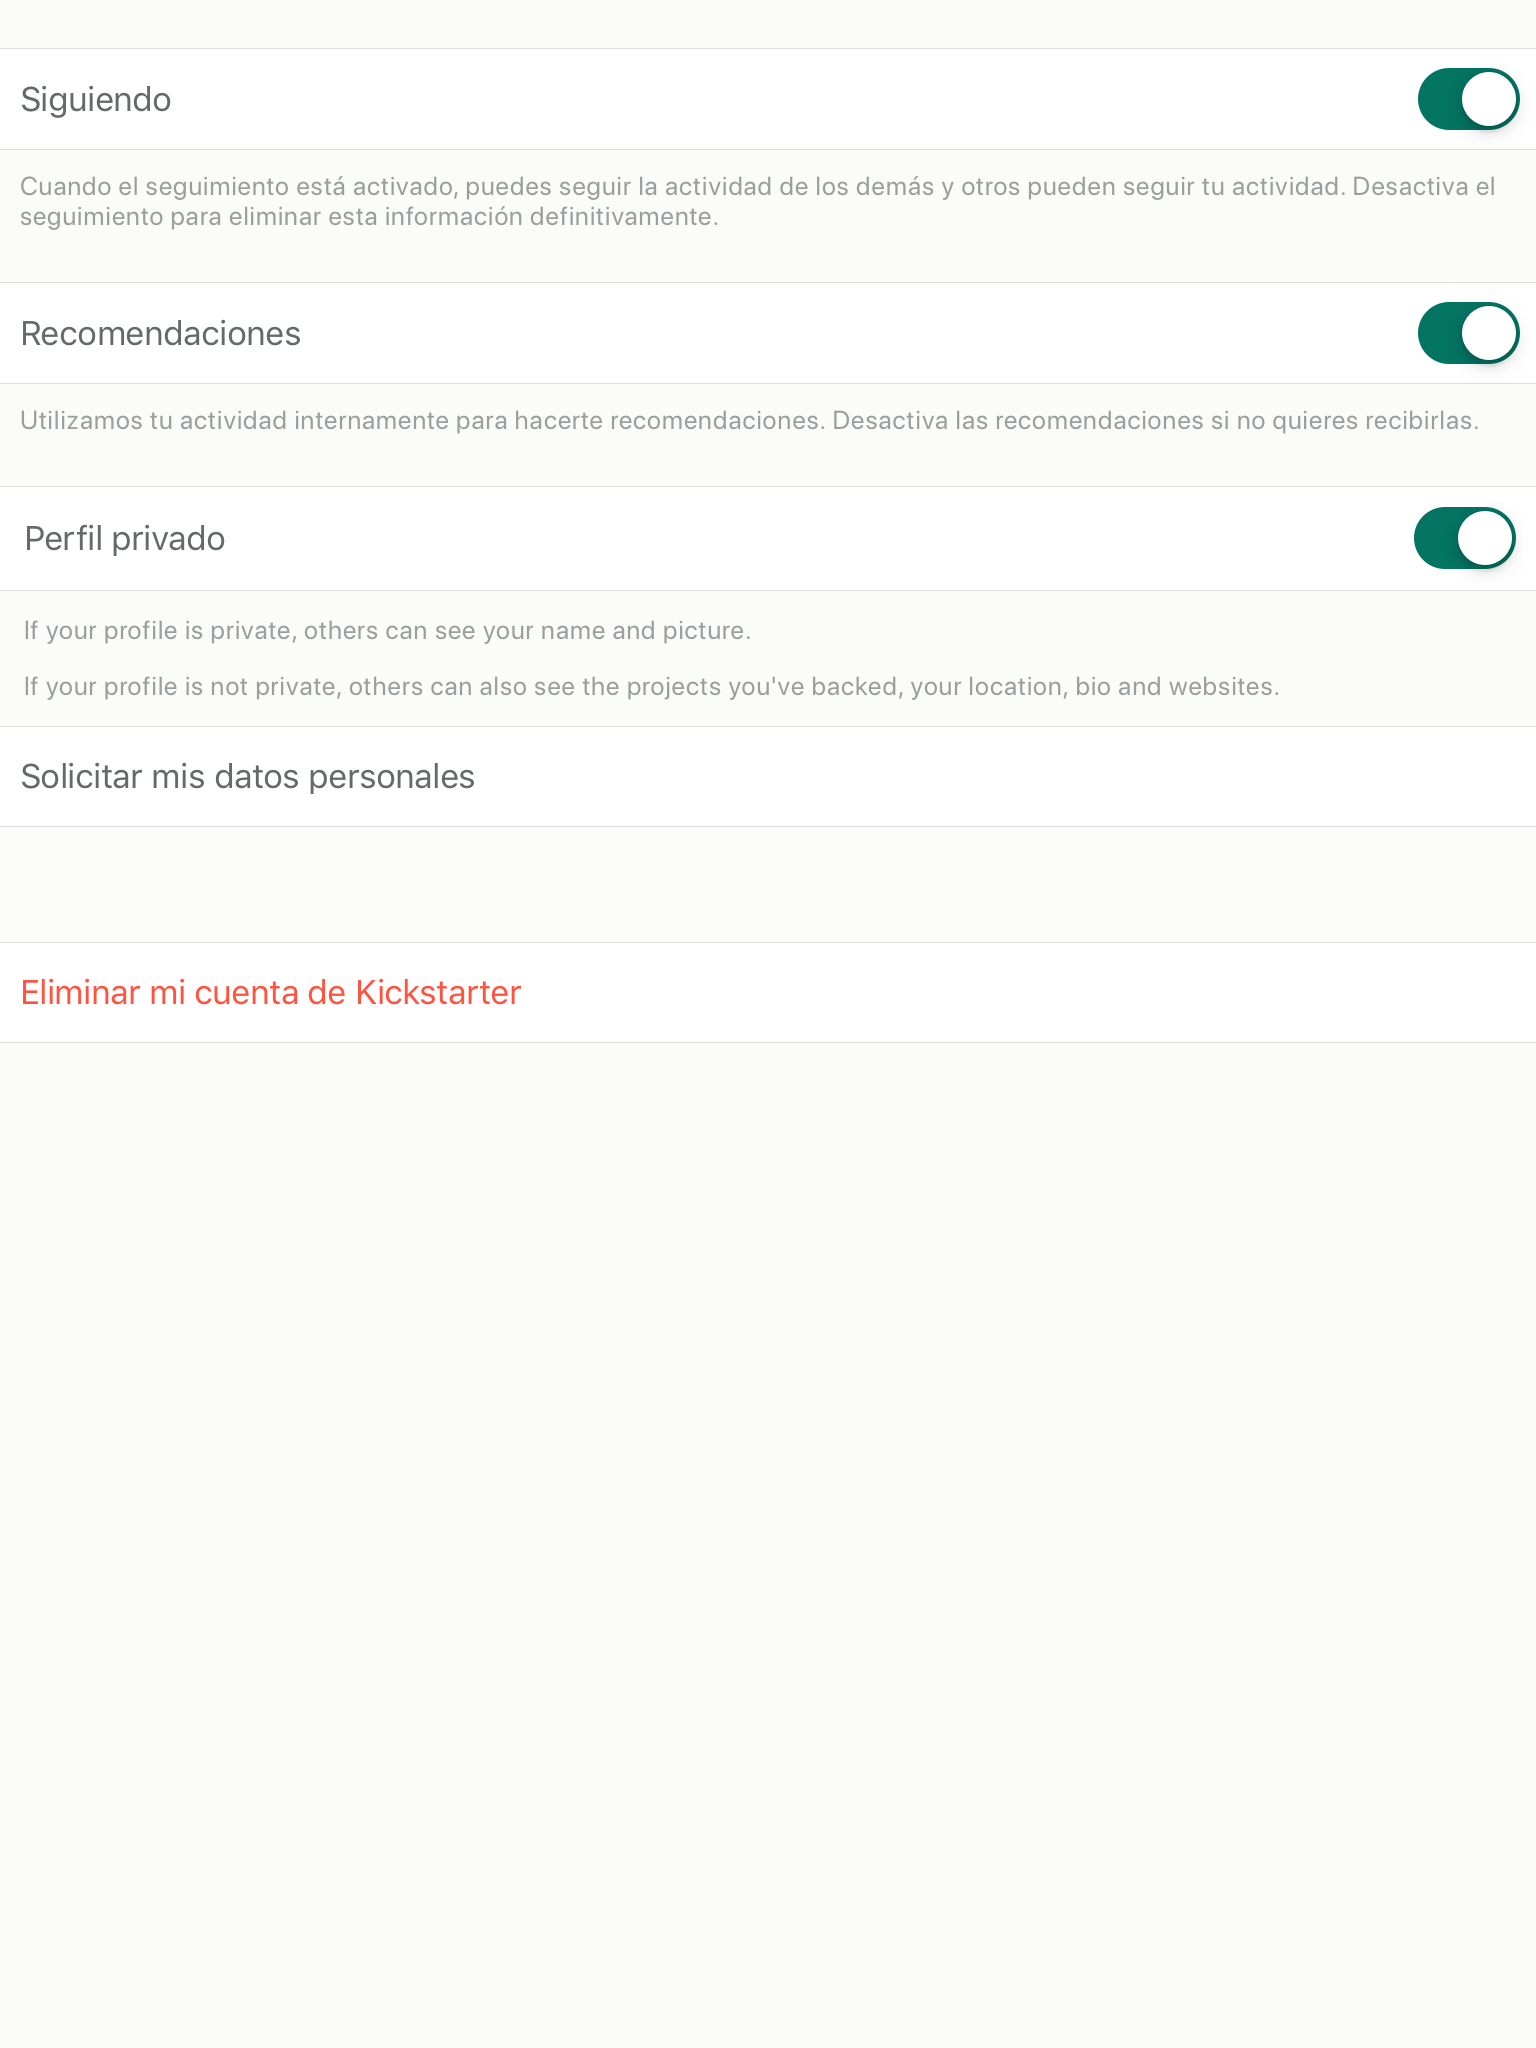 Siguiendo
Cuando el seguimiento está activado, puedes seguir la actividad de los demás y otros pueden seguir tu actividad. Desactiva el
seguimiento para eliminar esta información definitivamente.
Recomendaciones
Utilizamos tu actividad internamente para hacerte recomendaciones. Desactiva las recomendaciones si no quieres recibirlas.
Perfil privado
If your profile is private, others can see your name and picture.
If your profile is not private, others can also see the projects you've backed, your location, bio and websites.
Solicitar mis datos personales
Eliminar mi cuenta de Kickstarter